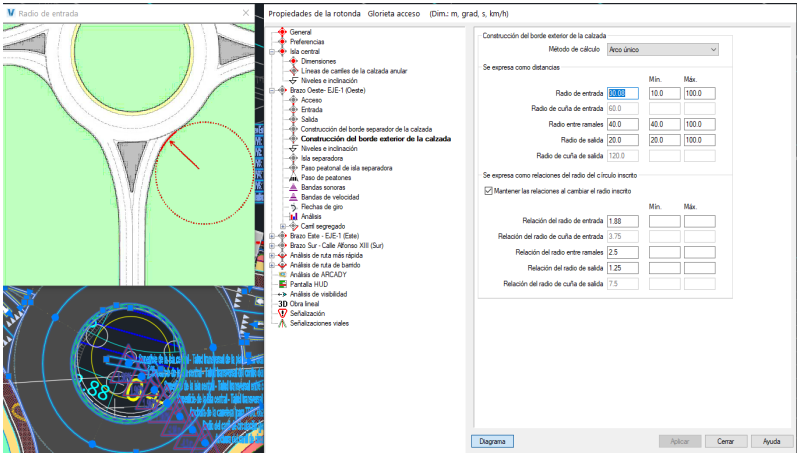 Radio de entrada
Propiedades de la rotonda Glorieta acceso (Dim.: m, grad, s, km/h)
General
Preferencias
Isla central
Dimensiones
Líneas de carriles de la calzada anular
Niveles e inclinación
Brazo Oeste- EJE-1 (Oeste)
Acceso
Entrada
Salida
Construcción del borde separador de la calzada
Construcción del borde exterior de la calzada
Niveles e inclinación
Isla separadora
Paso peatonal de isla separadora
Paso de peatones
Bandas sonoras
Bandas de velocidad
Flechas de giro
Análisis
Carril segregado
Brazo Este - EJE-1 (Este)
Brazo Sur - Calle Alfonso XIII (Sur)
Análisis de ruta más rápida
Análisis de ruta de barrido
Análisis de ARCADY
Pantalla HUD
Análisis de visibilidad
3D Obra lineal
Señalización
Señalizaciones viales
Construcción del borde exterior de la calzada
Método de cálculo Arco único
Se expresa como distancias
Mín. Máx.
Radio de entrada 30.08 10.0 100.0
Radio de cuña de entrada 60.0
Radio entre ramales 40.0 40.0 100.0
Radio de salida 20.0 20.0 100.0
Radio de cuña de salida 120.0
Se expresa como relaciones del radio del círculo inscrito
Mantener las relaciones al cambiar el radio inscrito
Mín. Máx.
Relación del radio de entrada 1.88
Relación del radio de cuña de entrada 3.75
Relación del radio entre ramales 2.5
Relación del radio de salida 1.25
Relación del radio de cuña de salida 7.5
Diagrama Aplicar Cerrar Ayuda